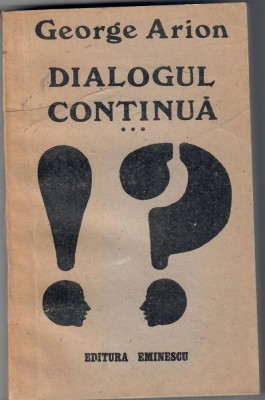 George Arion
DIALOGUL
CONTINUĂ
***
!?
EDITURA EMINESCU